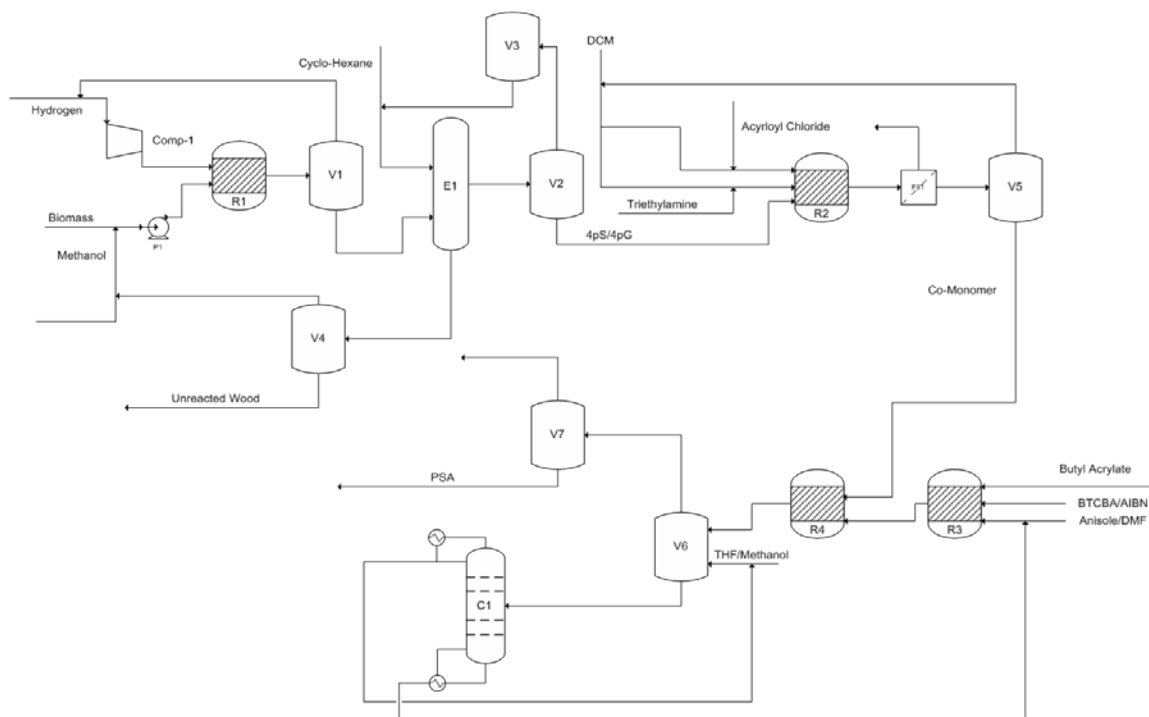 DCM
V3
Cyclo-Hexane
Hydrogen
Acyrloyl Chloride
Comp-1
V1
V2
V5
E1
R1
R2
Triethylamine
Biomass
P1
4pS/4pG
Methanol
Co-Monomer
V4
Unreacted Wood
V7
Butyl Acrylate
PSA
BTCBA/AIBN
R4
R3
Anisole/DMF
V6
THF/Methanol
C1